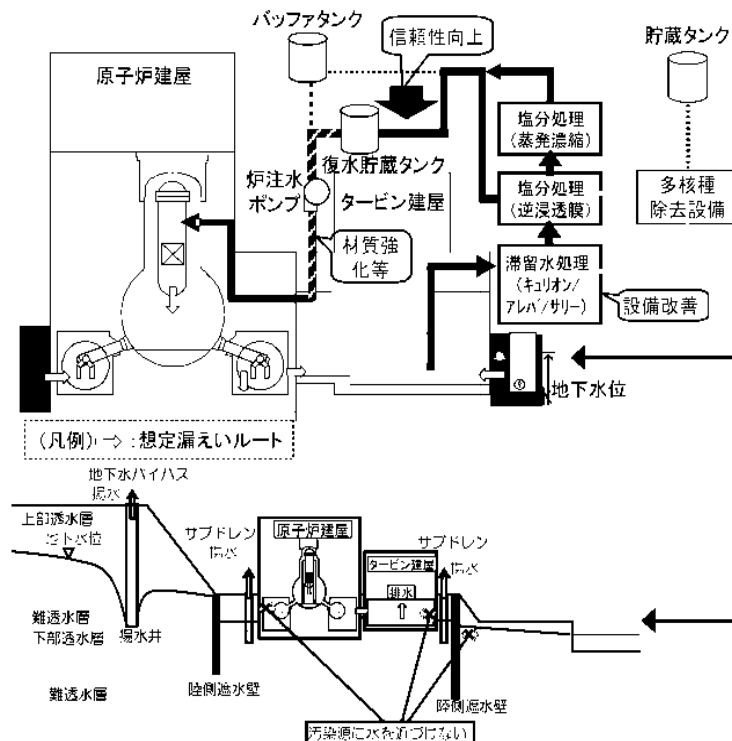 バッファタンク
信頼性向上
貯蔵タンク
原子炉建屋
塩分処理
(蒸発濃縮)
復水貯蔵タンク
炉注水
ポンプ
タービン建屋
塩分処理
(逆浸透膜)
多核種
除去設備
材質強
化等
滞留水処理
(キュリオン/
アレバ/サリー)
設備改善
地下水位
(凡例) → : 想定漏えいルート
地下水バイパス
揚水
上部透水層
地下水位
サブドレン
揚水
原子炉建屋
タービン建屋
サブドレン
揚水
排水
難透水層
下部透水層
揚水井
難透水層
陸側遮水壁
陸側遮水壁
汚染源に水を近づけない